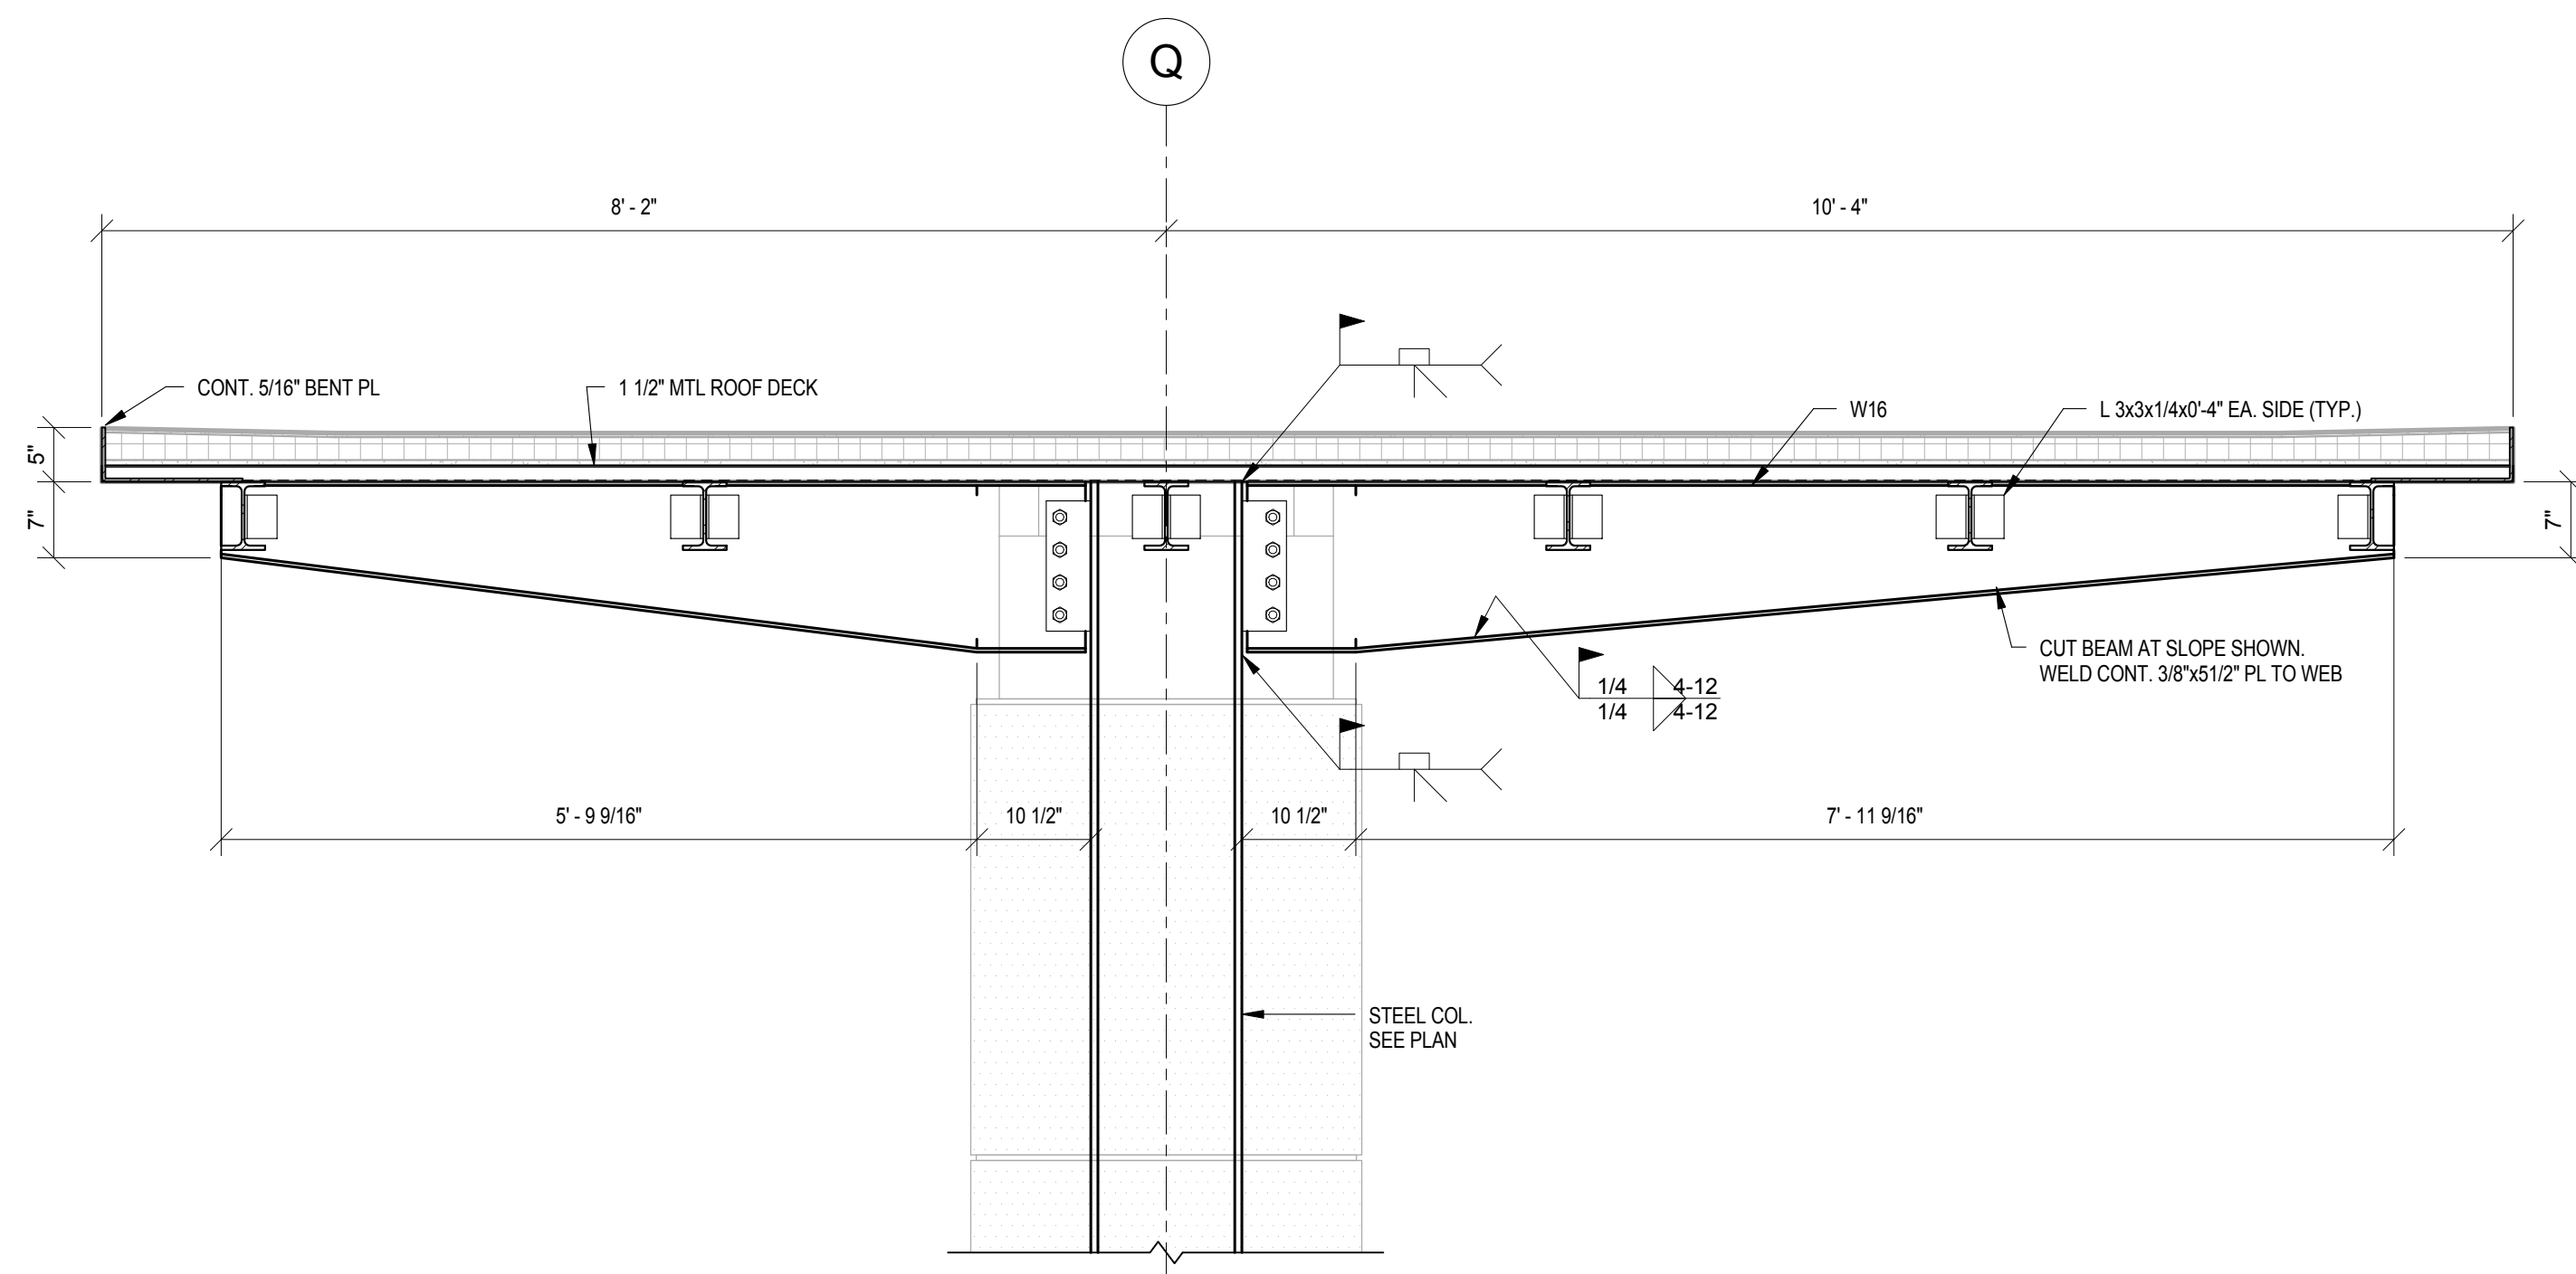 Q
8' - 2"
10' - 4"
CONT. 5/16" BENT PL
1 1/2" MTL ROOF DECK
W16
L 3x3x1/4x0'-4" EA. SIDE (TYP.)
5"
7"
7"
CUT BEAM AT SLOPE SHOWN.
WELD CONT. 3/8"x51/2" PL TO WEB
1/4 4-12
1/4 4-12
5' - 9 9/16"
10 1/2"
10 1/2"
7' - 11 9/16"
STEEL COL.
SEE PLAN